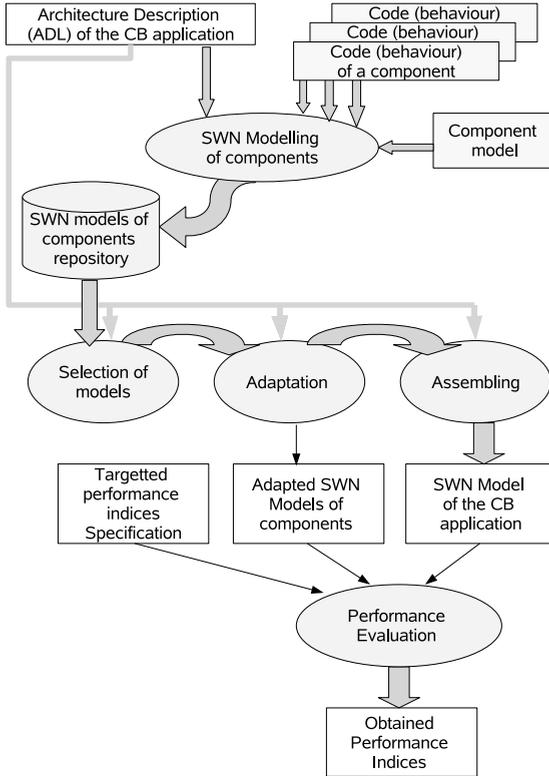 Architecture Description
(ADL) of the CB application
Code (behaviour)
Code (behaviour)
Code (behaviour)
of a component
SWN Modelling
of components
Component
model
SWN models of
components
repository
Selection of
models
Adaptation
Assembling
Targetted
performance
indices
Specification
Adapted SWN
Models of
components
SWN Model
of the CB
application
Performance
Evaluation
Obtained
Performance
Indices